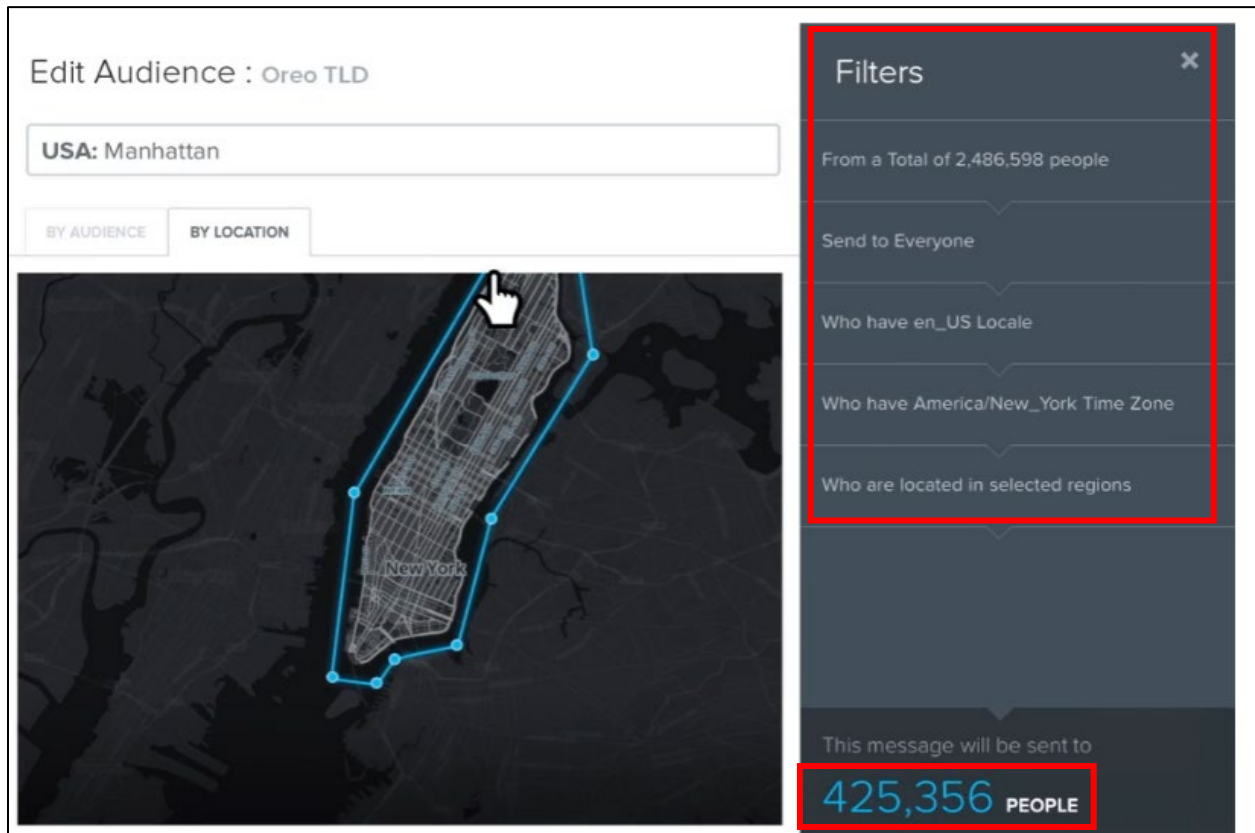 Edit Audience : Oreo TLD
USA: Manhattan
BY AUDIENCE
BY LOCATION
New York
Filters
From a Total of 2,486,598 people
Send to Everyone
Who have en_US Locale
Who have America/New_York Time Zone
Who are located in selected regions
This message will be sent to
425,356 PEOPLE